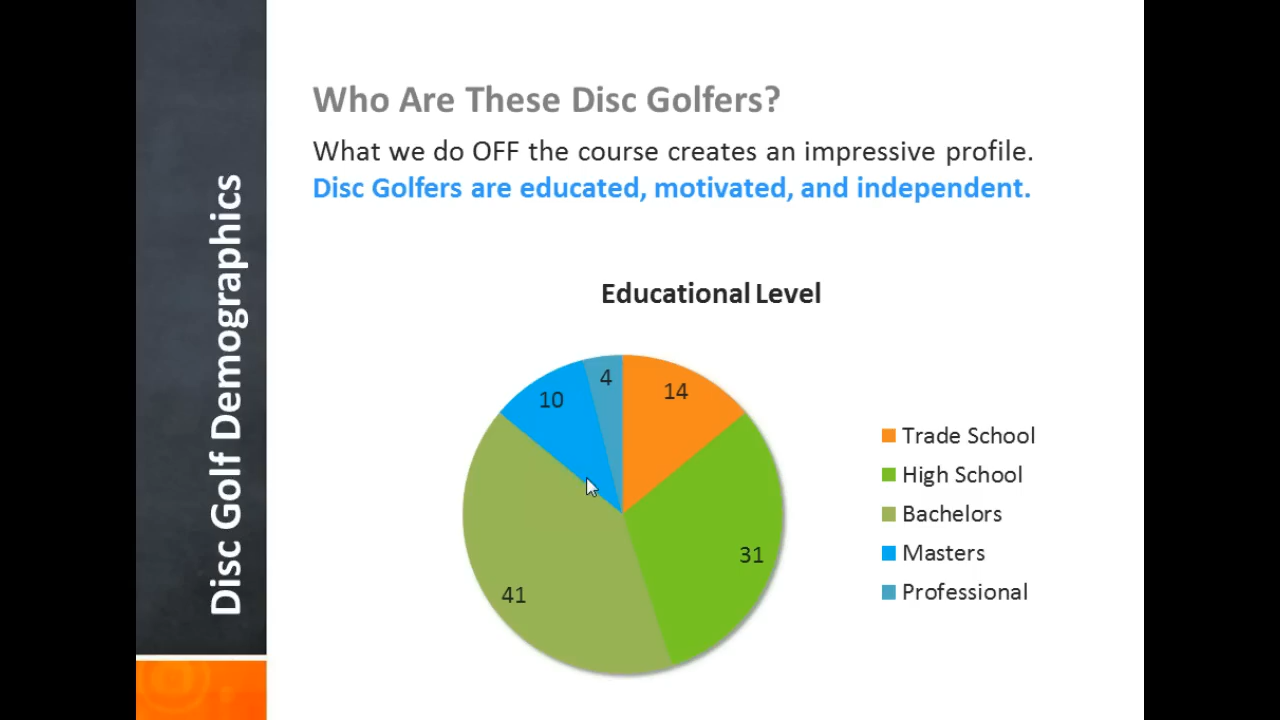 Disc Golf Demographics
Who Are These Disc Golfers?
What we do OFF the course creates an impressive profile.
Disc Golfers are educated, motivated, and independent.
Educational Level
4
14
10
31
41
Trade School
High School
Bachelors
Masters
Professional